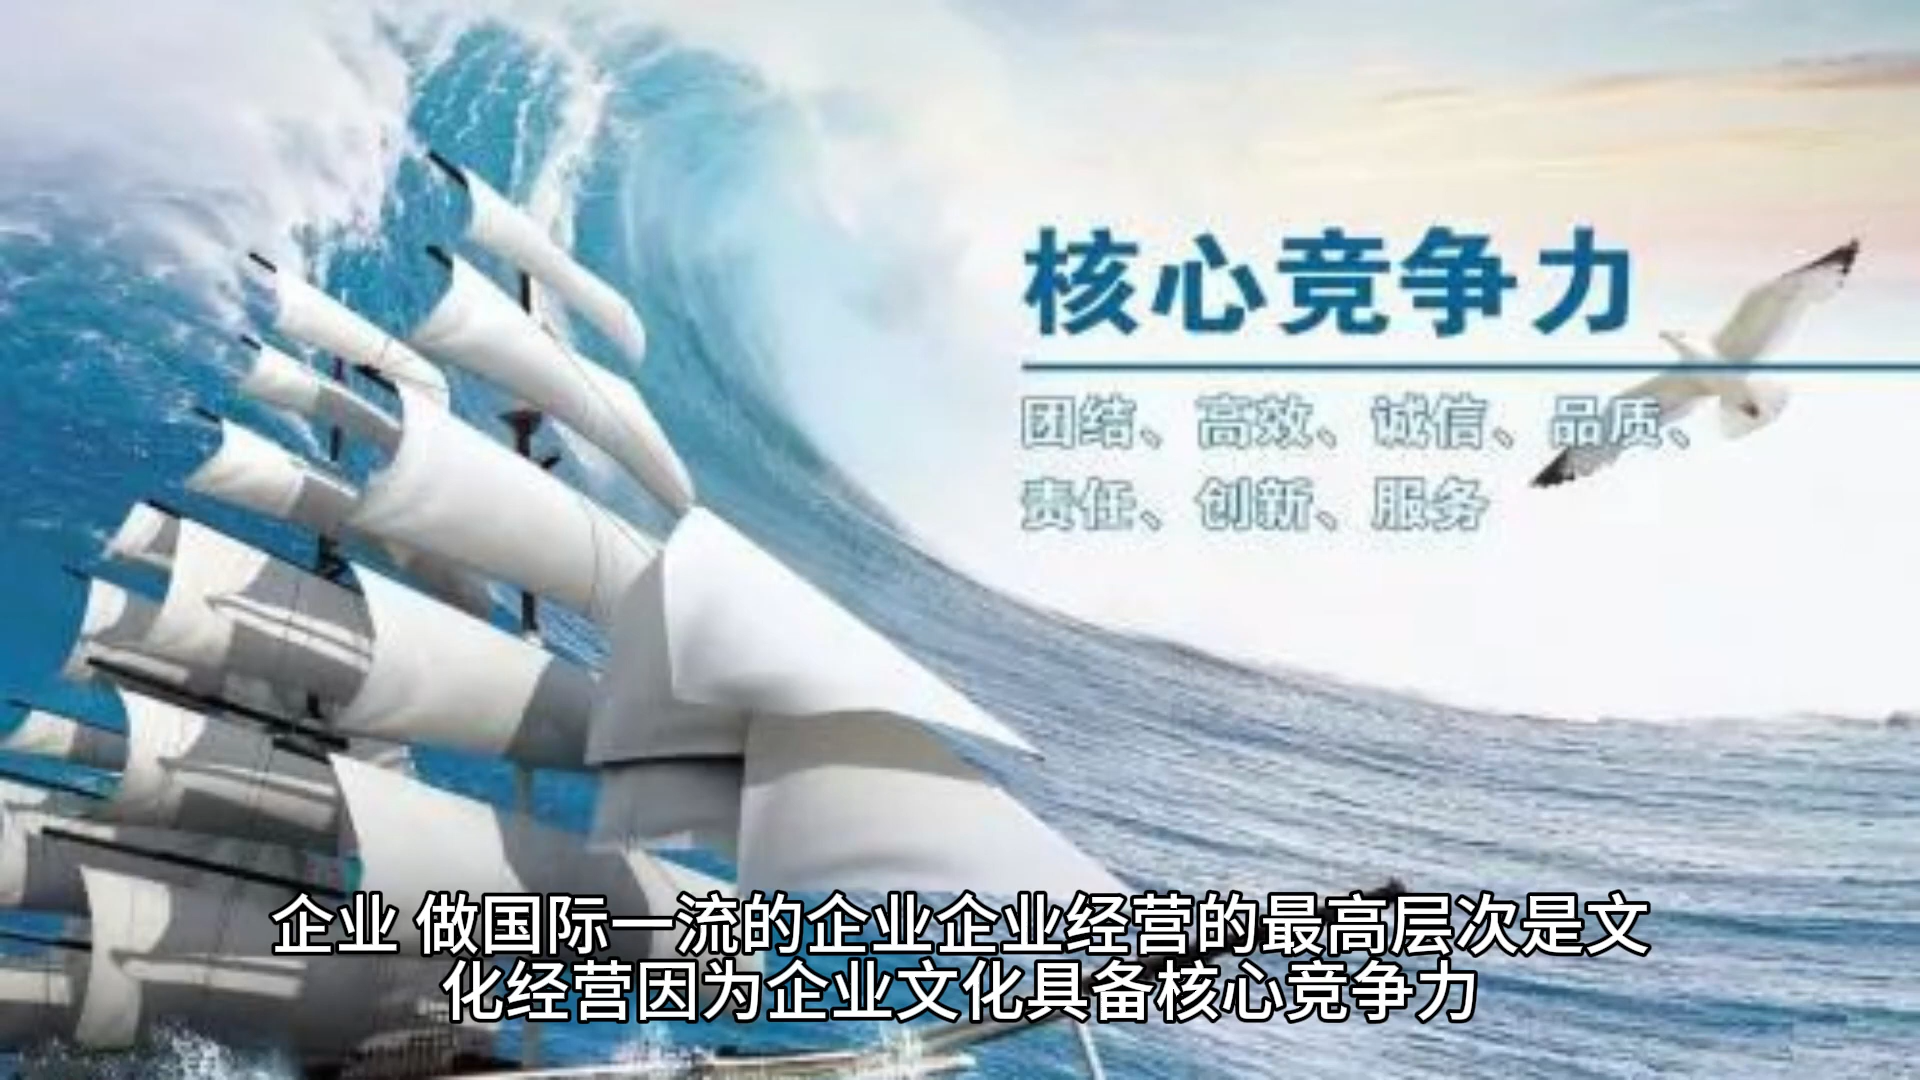 核心竞争力
团结、高效、诚信、品质、
责任、创新、服务
企业 做国际一流的企业企业经营的最高层次是文
化经营因为企业文化具备核心竞争力